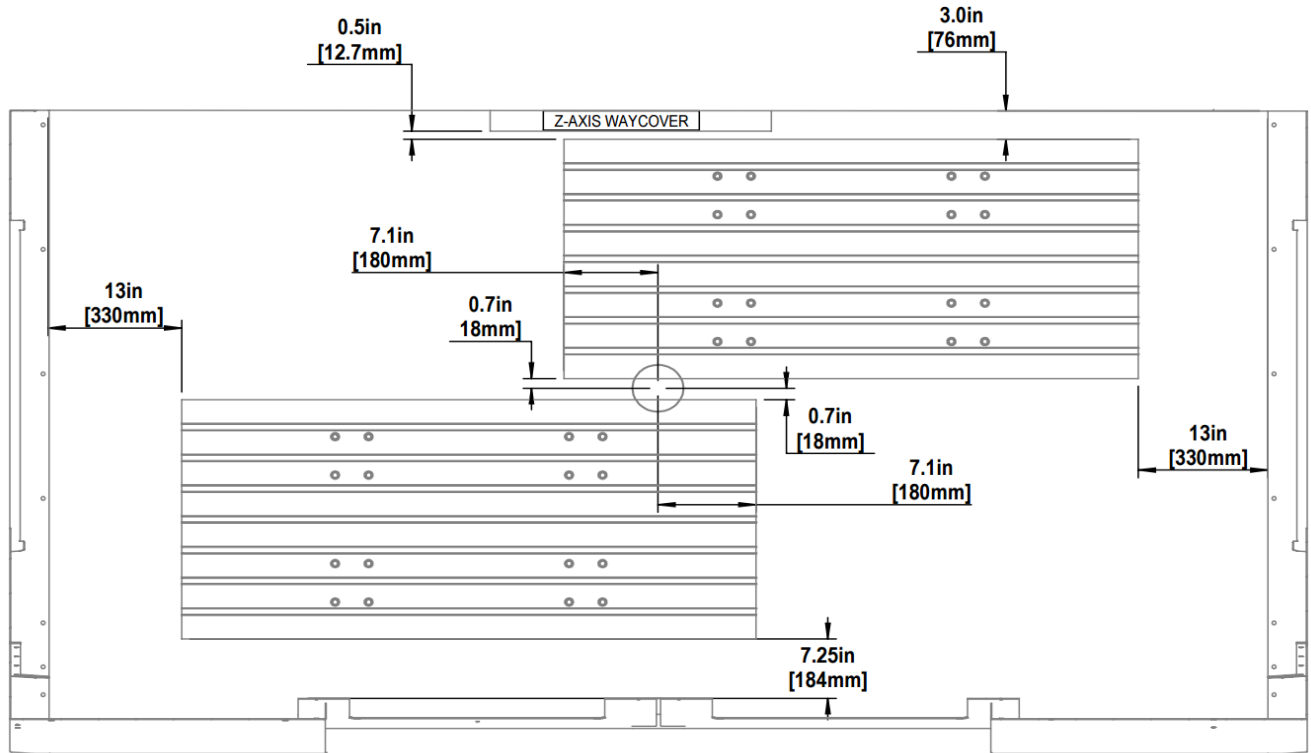 0.5in
[12.7mm]
3.0in
[76mm]
Z-AXIS WAYCOVER
7.1in
[180mm]
13in
[330mm]
0.7in
18mm]
0.7in
[18mm]
13in
[330mm]
7.1in
[180mm]
7.25in
[184mm]